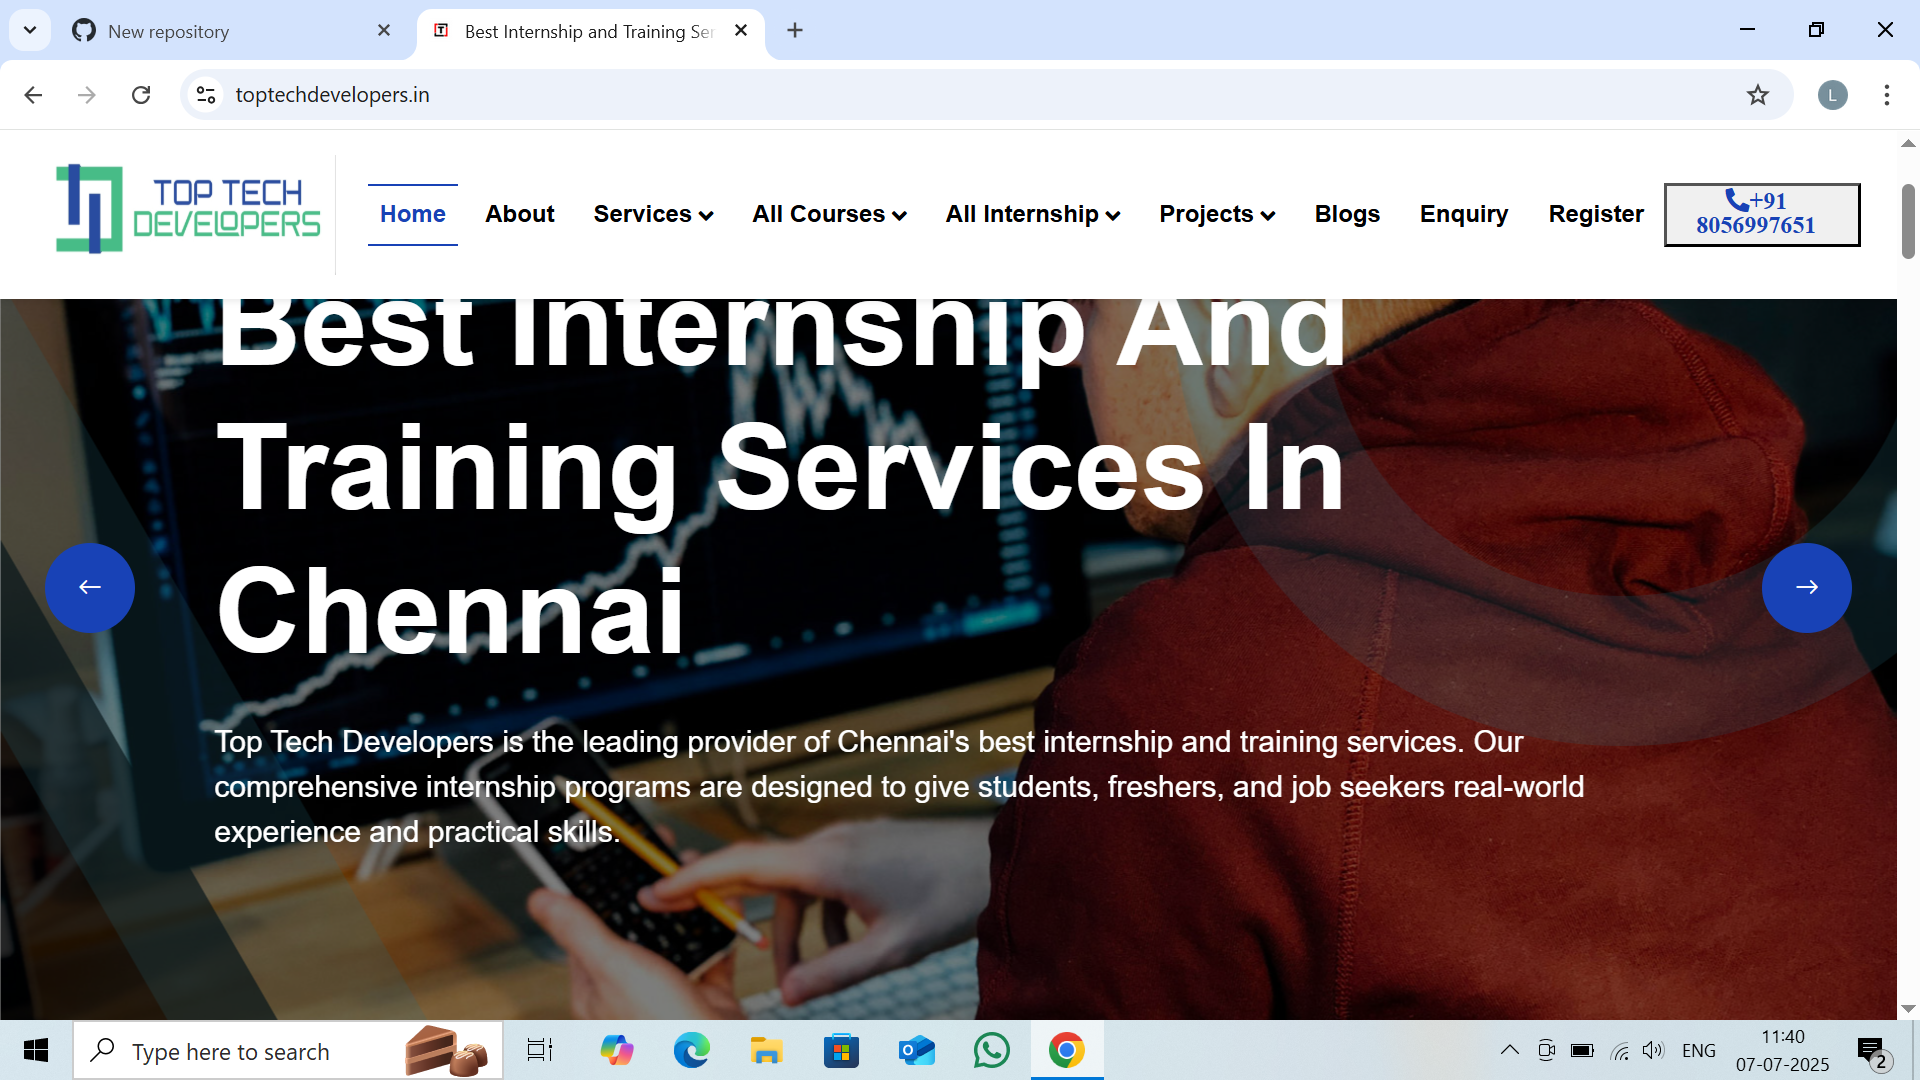 New repository
Best Internship and Training Ser
toptechdevelopers.in
L
TOP TECH
DEVELOPERS
Home
About
Services
All Courses
All Internship
Projects
Blogs
Enquiry
Register
+91
8056997651
Best Internship And
Training Services In
Chennai
Top Tech Developers is the leading provider of Chennai's best internship and training services. Our
comprehensive internship programs are designed to give students, freshers, and job seekers real-world
experience and practical skills.
Type here to search
ENG
11:40
07-07-2025
2